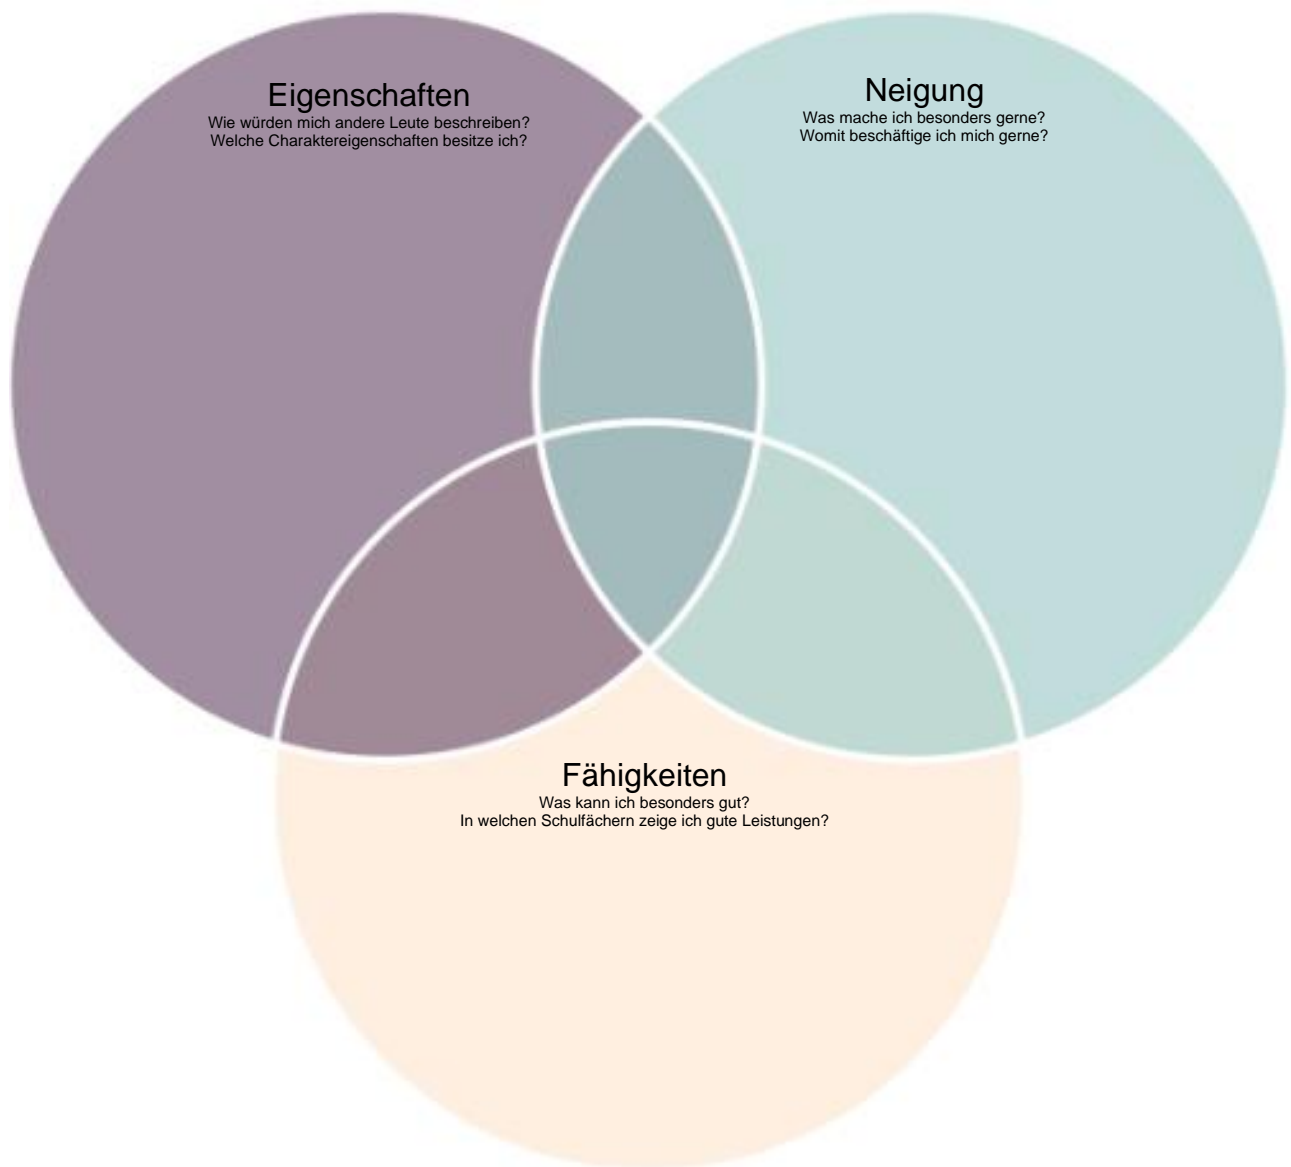 Eigenschaften
Wie würden mich andere Leute beschreiben?
Welche Charaktereigenschaften besitze ich?
Neigung
Was mache ich besonders gerne?
Womit beschäftige ich mich gerne?
Fähigkeiten
Was kann ich besonders gut?
In welchen Schulfächern zeige ich gute Leistungen?